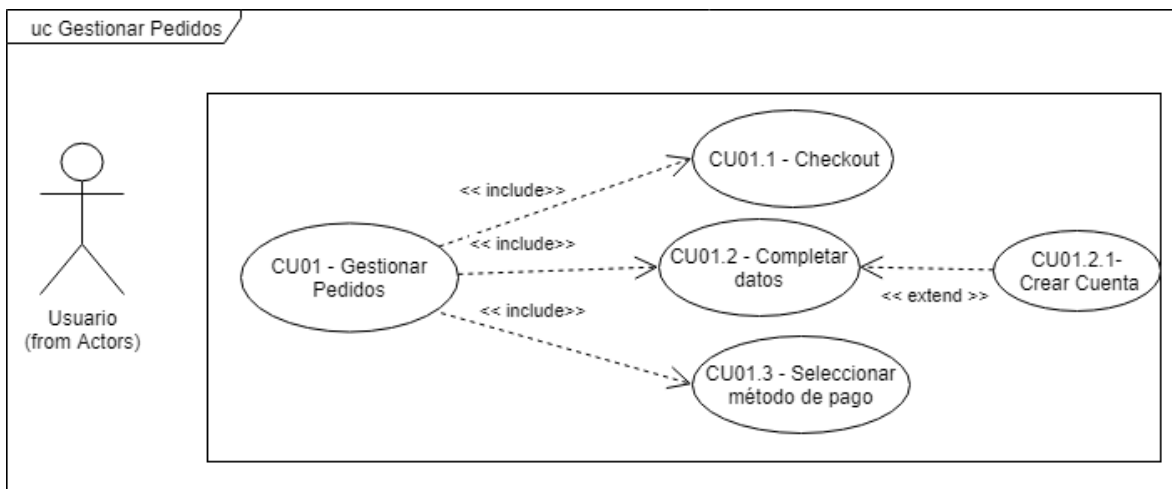 uc Gestionar Pedidos
CU01.1 - Checkout
<< include>>
<< include>>
CU01 - Gestionar
Pedidos
CU01.2 - Completar
datos
CU01.2.1-
Crear Cuenta
<< extend >>
<< include>>
Usuario
(from Actors)
CU01.3 - Seleccionar
método de pago